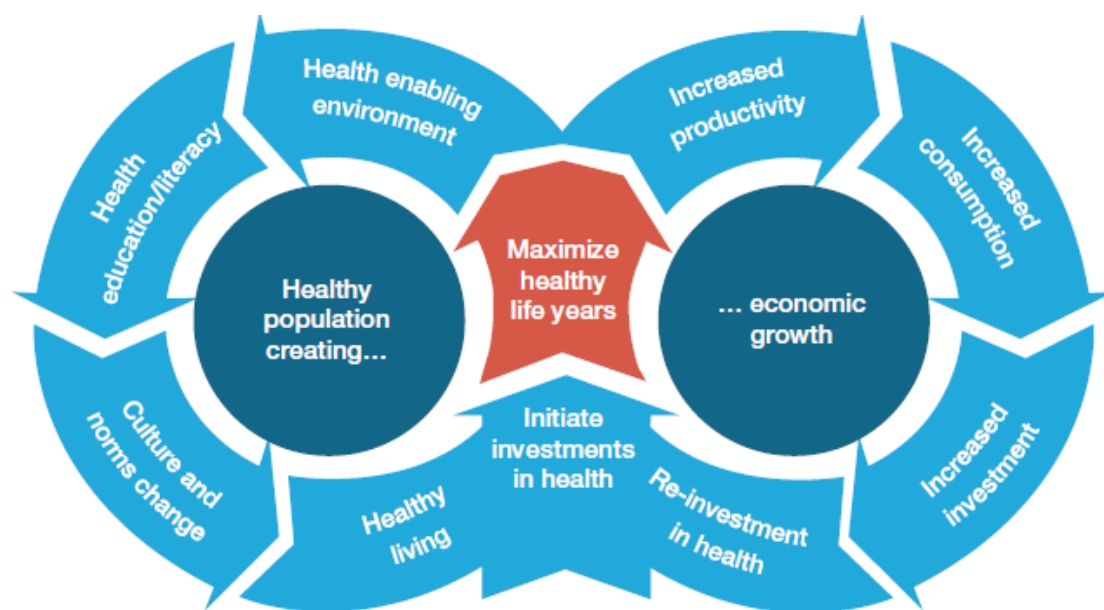 Health enabling
environment
Increased
productivity
Health
education/literacy
Increased
consumption
Maximize
healthy
life years
Healthy
population
creating...
... economic
growth
Culture and
norms change
Initiate
investments
in health
Increased
investment
Healthy
living
Re-investment
in health